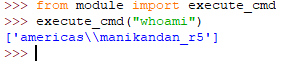 >>> from module import execute_cmd
>>> execute_cmd("whoami")
['americas\\manikandan_r5']
>>>